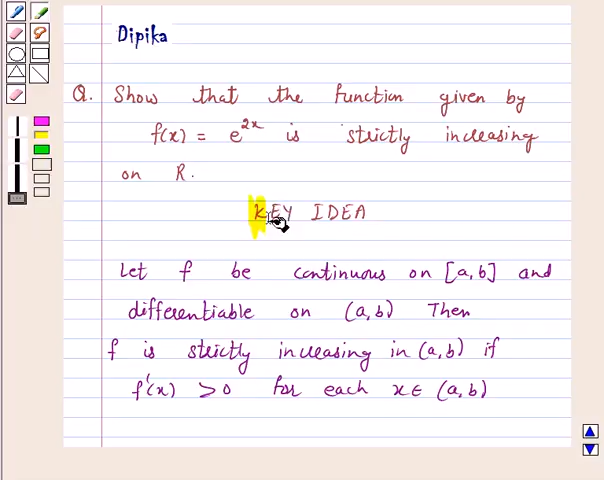 Dipika
Q. Show that the function given by
f(x) = e^2x is strictly increasing
on R.
KEY IDEA
Let f be continuous on [a, b] and
differentiable on (a, b) Then
f is strictly increasing in (a, b) if
f'(x) > 0 for each x ∈ (a, b)